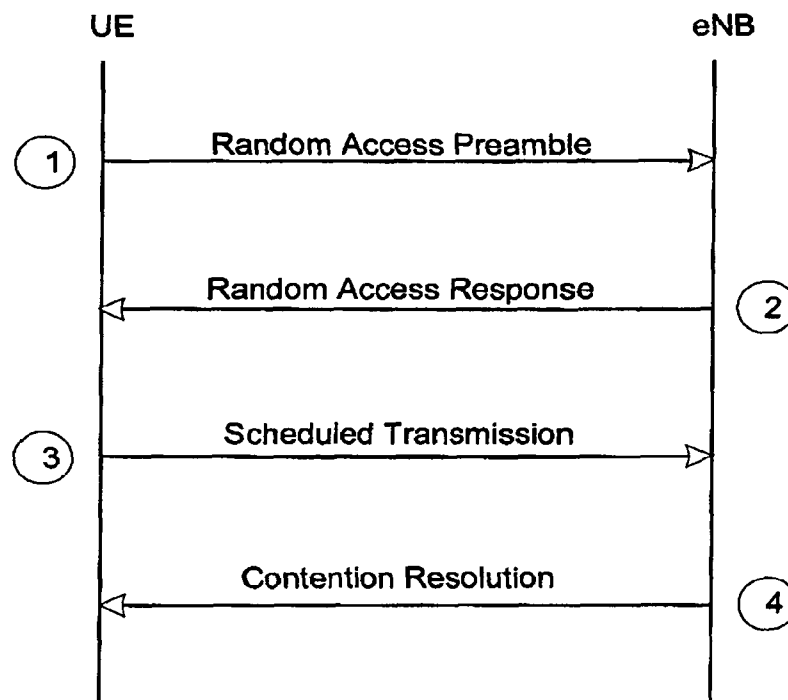 UE
eNB
1
Random Access Preamble
Random Access Response
2
3
Scheduled Transmission
Contention Resolution
4